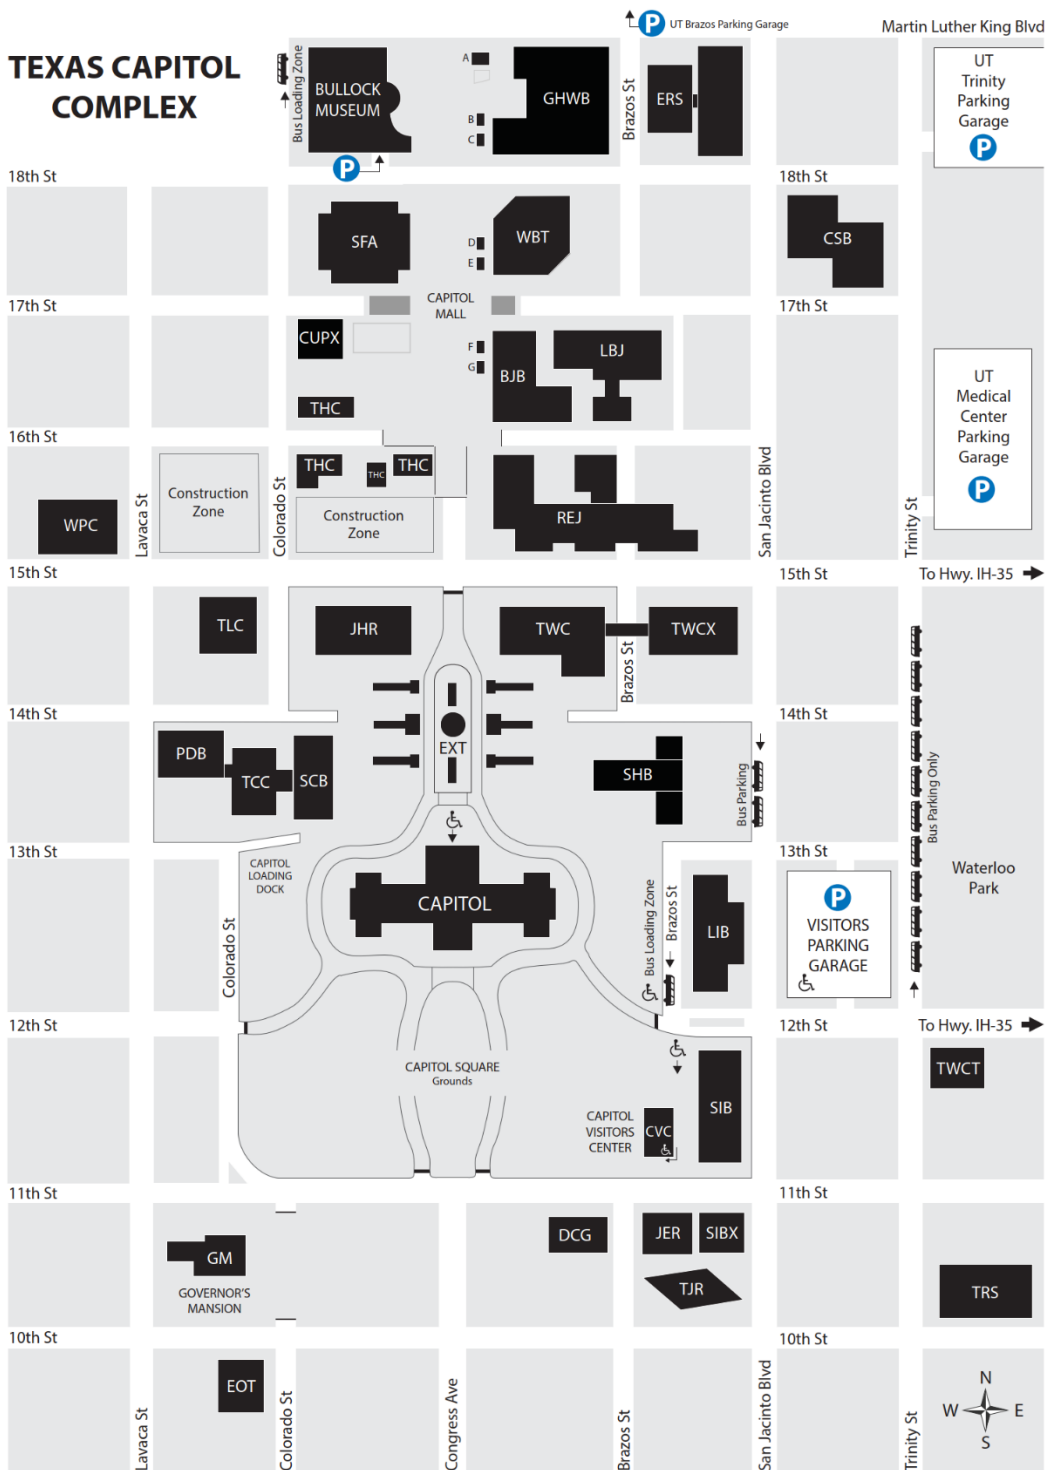 UT Brazos Parking Garage
Martin Luther King Blvd
TEXAS CAPITOL
COMPLEX
Bus Loading Zone
BULLOCK
MUSEUM
P
A
B
C
GHWB
Brazos St
P
ERS
UT
Trinity
Parking
Garage
P
18th St
18th St
SFA
D
E
WBT
CSB
17th St
CAPITOL
MALL
17th St
CUPX
F
G
BJB
LBJ
THC
UT
Medical
Center
Parking
Garage
P
16th St
THC
THC
THC
WPC
Lavaca St
Construction
Zone
Colorado St
Construction
Zone
REJ
San Jacinto Blvd
Trinity St
15th St
15th St
To Hwy. IH-35
TLC
JHR
TWC
TWCX
Brazos St
14th St
14th St
PDB
TCC
SCB
EXT
SHB
Bus Parking
Bus Parking Only
13th St
13th St
CAPITOL
LOADING
DOCK
Colorado St
CAPITOL
Bus Loading Zone
Brazos St
LIB
P
VISITORS
PARKING
GARAGE
Waterloo
Park
12th St
12th St
To Hwy. IH-35
CAPITOL SQUARE
Grounds
CAPITOL
VISITORS
CENTER
CVC
SIB
TWCT
11th St
11th St
GM
GOVERNOR'S
MANSION
DCG
JER
SIBX
TJR
TRS
10th St
10th St
EOT
Lavaca St
Colorado St
Congress Ave
Brazos St
San Jacinto Blvd
Trinity St
N
W
E
S